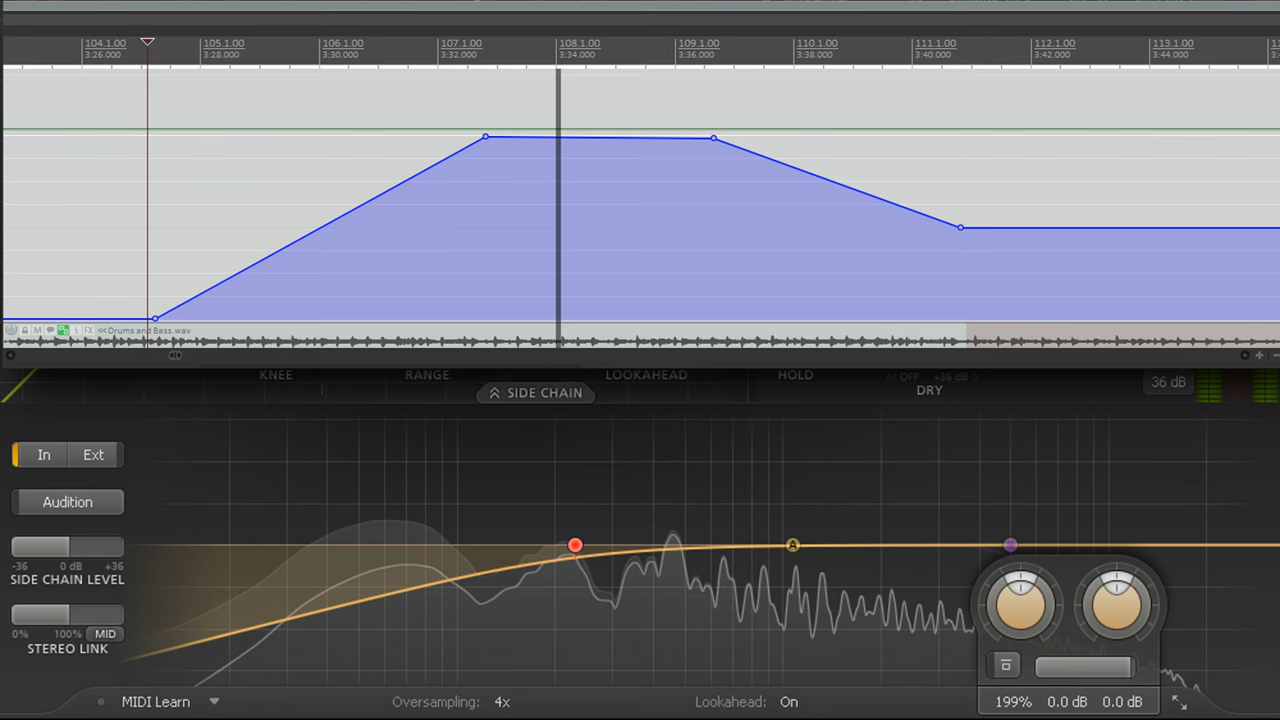 104.1.00 105.1.00 106.1.00 107.1.00 108.1.00 109.1.00 110.1.00 111.1.00 112.1.00 113.1.00
3:26.000 3:28.000 3:30.000 3:32.000 3:34.000 3:36.000 3:38.000 3:40.000 3:42.000 3:44.000
M i FX <<Drums and Bass.wav
KNEE RANGE LOOKAHEAD HOLD OFF +36 dB
SIDE CHAIN DRY 36 dB
In Ext
Audition
-36 0 dB +36
SIDE CHAIN LEVEL
A
0% 100% MID
STEREO LINK
MIDI Learn Oversampling: 4x Lookahead: On 199% 0.0 dB 0.0 dB